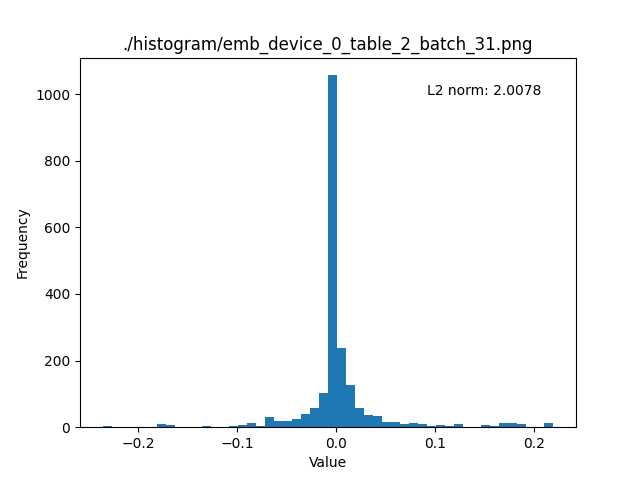 ./histogram/emb_device_0_table_2_batch_31.png
L2 norm: 2.0078
1000
800
600
400
200
0
Frequency
−0.2 −0.1 0.0 0.1 0.2
Value